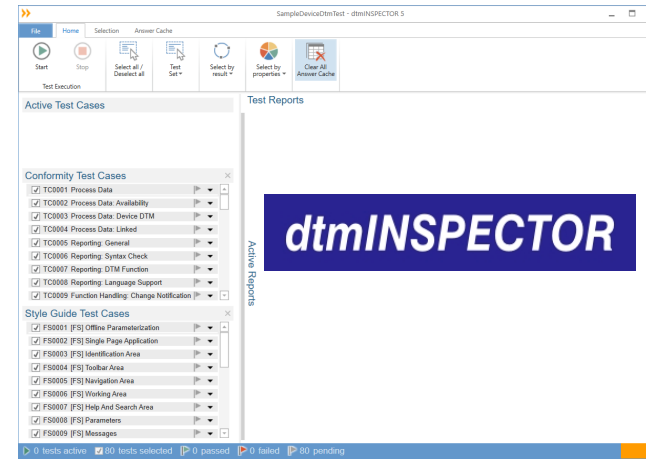 SampleDeviceDtmTest - dtmINSPECTOR 5
File Home Selection Answer Cache
Start Stop Select all / Deselect all Test Set Select by result Select by properties Clear All Answer Cache
Test Execution
Active Test Cases
Conformity Test Cases
TC0001 Process Data
TC0002 Process Data: Availability
TC0003 Process Data: Device DTM
TC0004 Process Data: Linked
TC0005 Reporting: General
TC0006 Reporting: Syntax Check
TC0007 Reporting: DTM Function
TC0008 Reporting: Language Support
TC0009 Function Handling: Change Notification
Style Guide Test Cases
FS0001 [FS] Offline Parameterization
FS0002 [FS] Single Page Application
FS0003 [FS] Identification Area
FS0004 [FS] Toolbar Area
FS0005 [FS] Navigation Area
FS0006 [FS] Working Area
FS0007 [FS] Help And Search Area
FS0008 [FS] Parameters
FS0009 [FS] Messages
Test Reports
Active Reports
dtmINSPECTOR
0 tests active 80 tests selected 0 passed 0 failed 80 pending